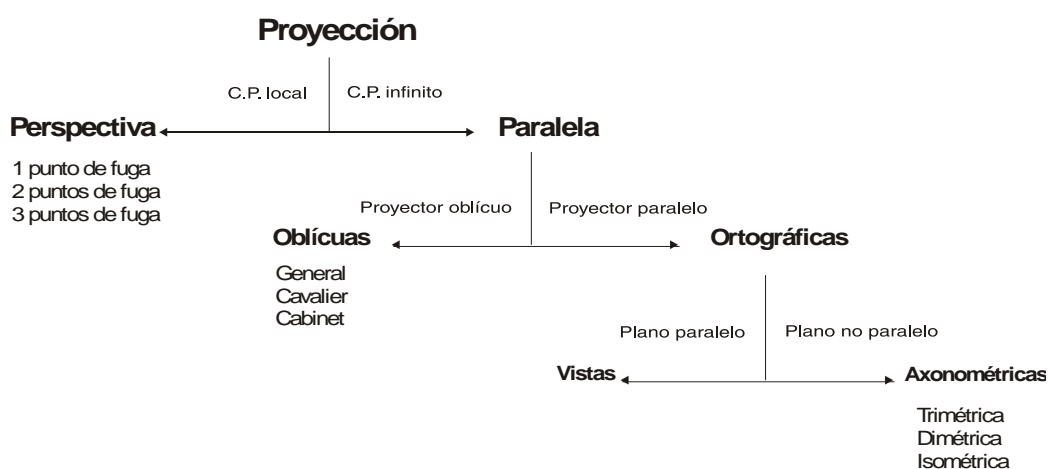 Proyección
C.P. local
C.P. infinito
Perspectiva
Paralela
1 punto de fuga
2 puntos de fuga
3 puntos de fuga
Proyector oblícuo
Proyector paralelo
Oblícuas
Ortográficas
General
Cavalier
Cabinet
Plano paralelo
Plano no paralelo
Vistas
Axonométricas
Trimétrica
Dimétrica
Isométrica